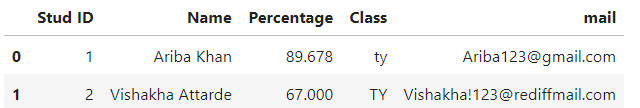 Stud ID Name Percentage Class mail
0 1 Ariba Khan 89.678 ty Ariba123@gmail.com
1 2 Vishakha Attarde 67.000 TY Vishakha!123@rediffmail.com